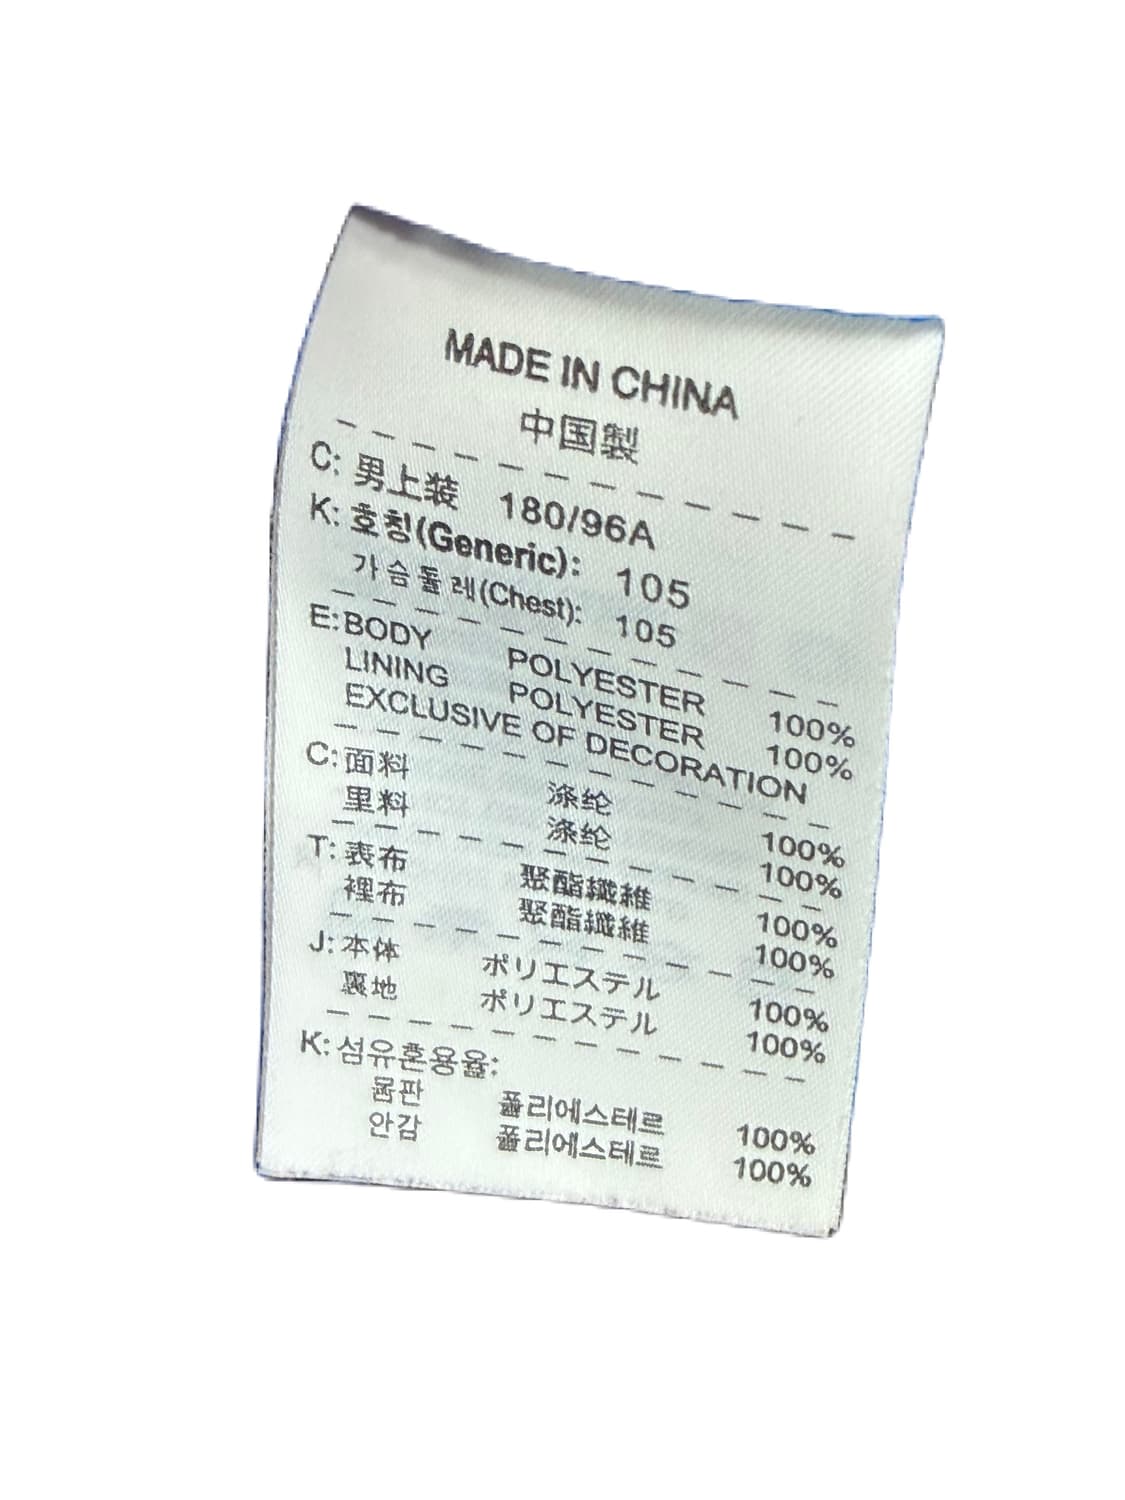 MADE IN CHINA
中国製
C: 男上装 180/96A
K: 호칭(Generic): 105
가슴둘레(Chest): 105
E: BODY POLYESTER 100%
LINING POLYESTER 100%
EXCLUSIVE OF DECORATION
C: 面料 涤纶 100%
里料 涤纶 100%
T: 表布 聚酯纖維 100%
裡布 聚酯纖維 100%
J: 本体 ポリエステル 100%
裏地 ポリエステル 100%
K: 섬유혼용율:
몸판 폴리에스테르 100%
안감 폴리에스테르 100%